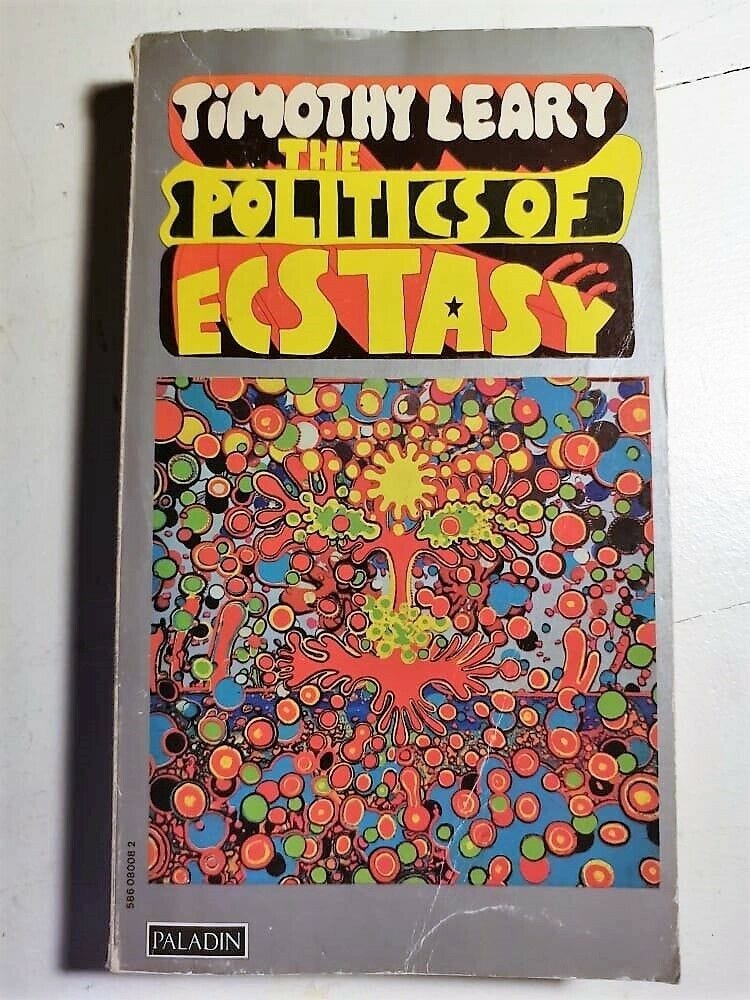 TiMOTHY LEARY
THE
POLITICS OF
ECSTASY
586 08008 2
PALADIN